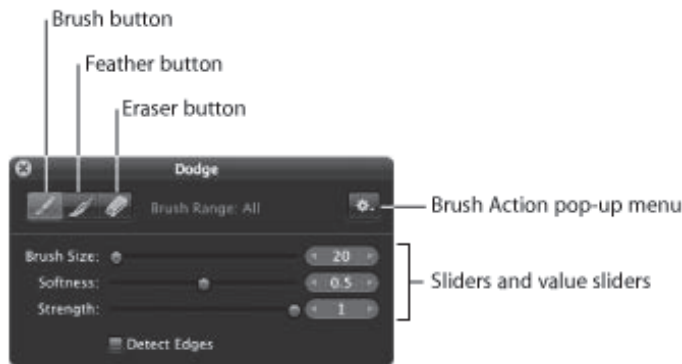 Brush button
Feather button
Eraser button
Dodge
Brush Range: All
Brush Action pop-up menu
Brush Size: 20
Softness: 0.5
Strength: 1
Sliders and value sliders
Detect Edges